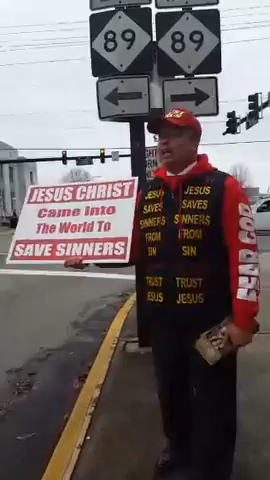 89
89
JESUS CHRIST
Came Into
The World To
SAVE SINNERS
JESUS
SAVES
SINNERS
FROM
SIN
TRUST
JESUS
JESUS
SAVES
SINNERS
FROM
SIN
TRUST
JESUS
FEAR GOD